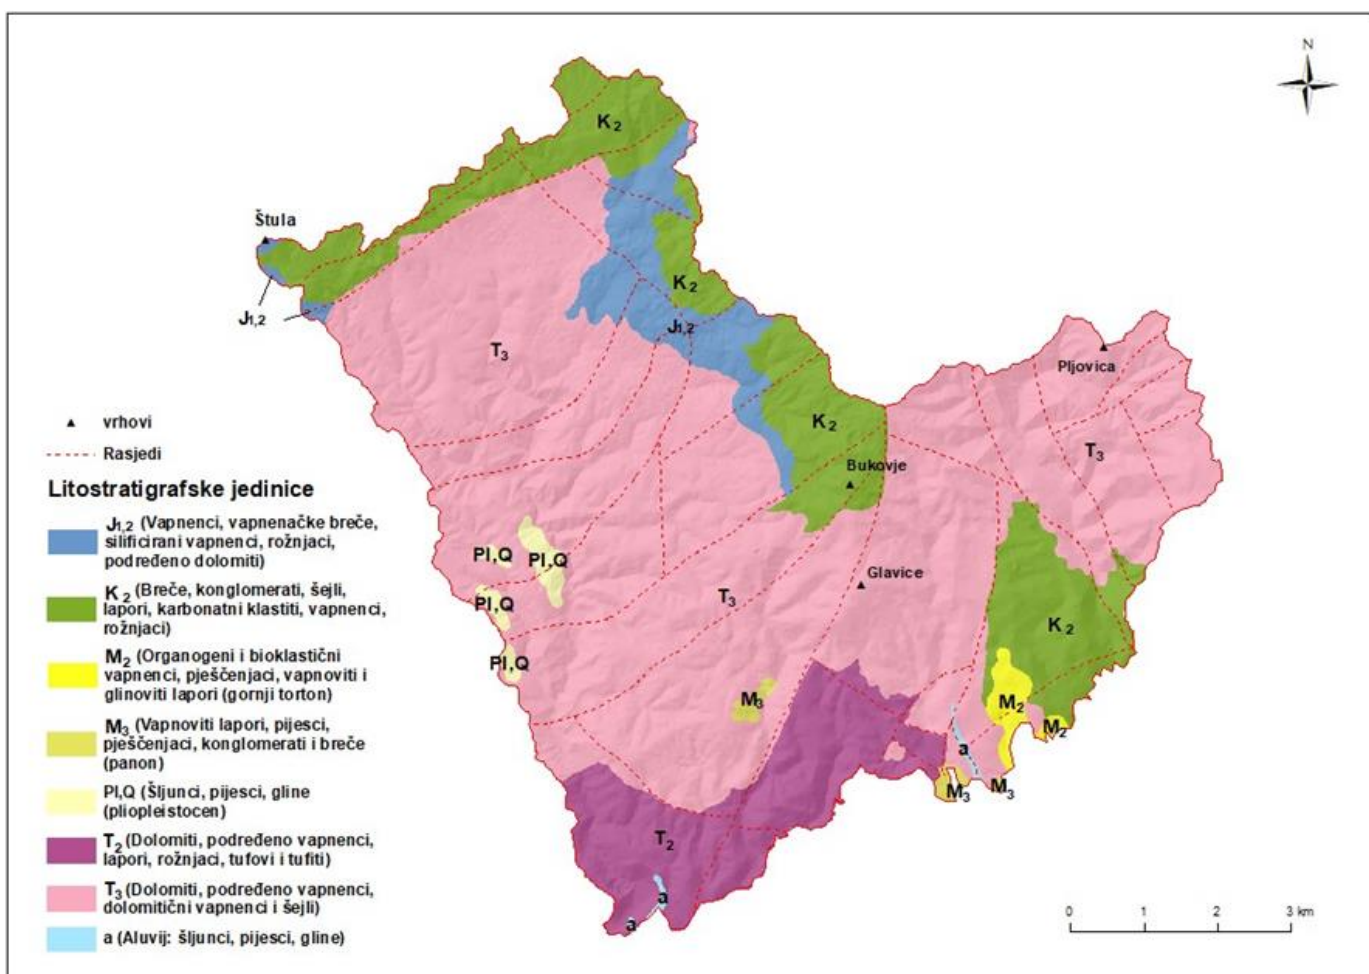 N
K2
Štula
K2
J1,2
J1,2
T3
Pljovica
K2
T3
Bukovje
Pl,Q
Pl,Q
Glavice
T3
Pl,Q
K2
Pl,Q
M3
M2
M2
a
M3
M3
T2
a
a
vrhovi
Rasjedi
Litostratigrafske jedinice
J1,2 (Vapnenci, vapnenačke breče,
silificirani vapnenci, rožnjaci,
podređeno dolomiti)
K2 (Breče, konglomerati, šejli,
lapori, karbonatni klastiti, vapnenci,
rožnjaci)
M2 (Organogeni i bioklastični
vapnenci, pješčenjaci, vapnoviti i
glinoviti lapori (gornji torton)
M3 (Vapnoviti lapori, pijesci,
pješčenjaci, konglomerati i breče
(panon)
Pl,Q (Šljunci, pijesci, gline
(pliopleistocen)
T2 (Dolomiti, podređeno vapnenci,
lapori, rožnjaci, tufovi i tufiti)
T3 (Dolomiti, podređeno vapnenci,
dolomitični vapnenci i šejli)
a (Aluvij: šljunci, pijesci, gline)
0 1 2 3 km